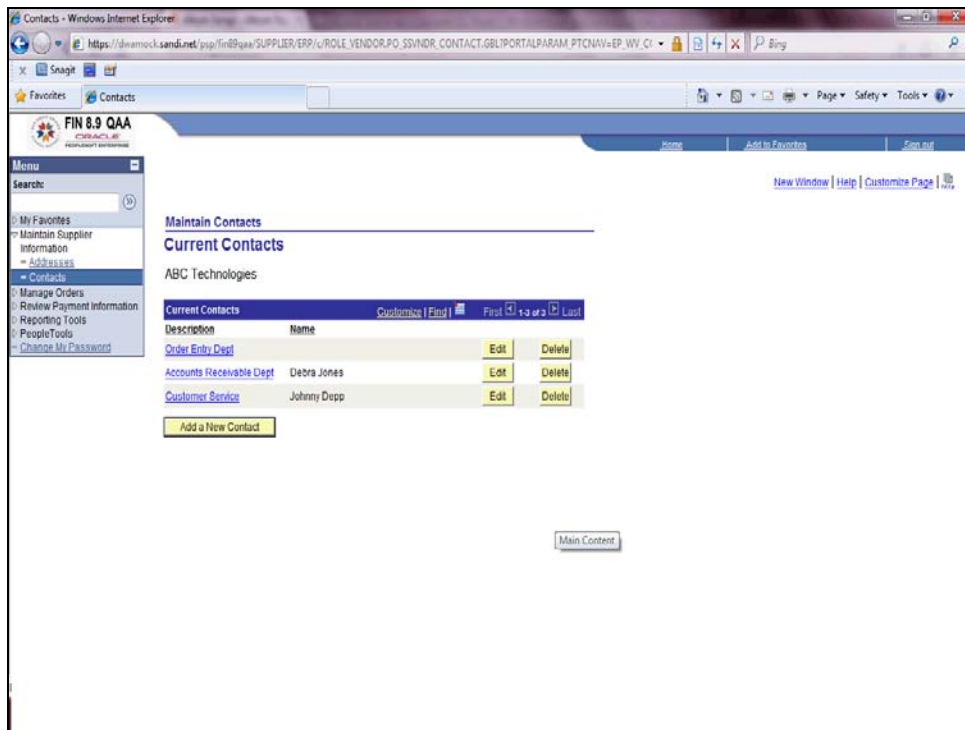 Contacts - Windows Internet Explorer
sandi.net/psp/fin89qaa/SUPPLIER/ERP/c/ROLE_VENDOR.PO_SSVNDR_CONTACT.GBL?PORTALPARAM_PTCNAV=EP_WV_
Bing
x Snagit
Favorites Contacts
Page Safety Tools
FIN 8.9 QAA
ORACLE
PEOPLESOFT ENTERPRISE
Home Add to Favorites Sign out
Menu
Search:
New Window | Help | Customize Page |
My Favorites
Maintain Supplier
Information
- Addresses
- Contacts
Manage Orders
Review Payment Information
Reporting Tools
PeopleTools
- Change My Password
Maintain Contacts
Current Contacts
ABC Technologies
Current Contacts Customize | Find | First 1-3 of 3 Last
Description Name
Order Entry Dept Edit Delete
Accounts Receivable Dept Debra Jones Edit Delete
Customer Service Johnny Depp Edit Delete
Add a New Contact
Main Content